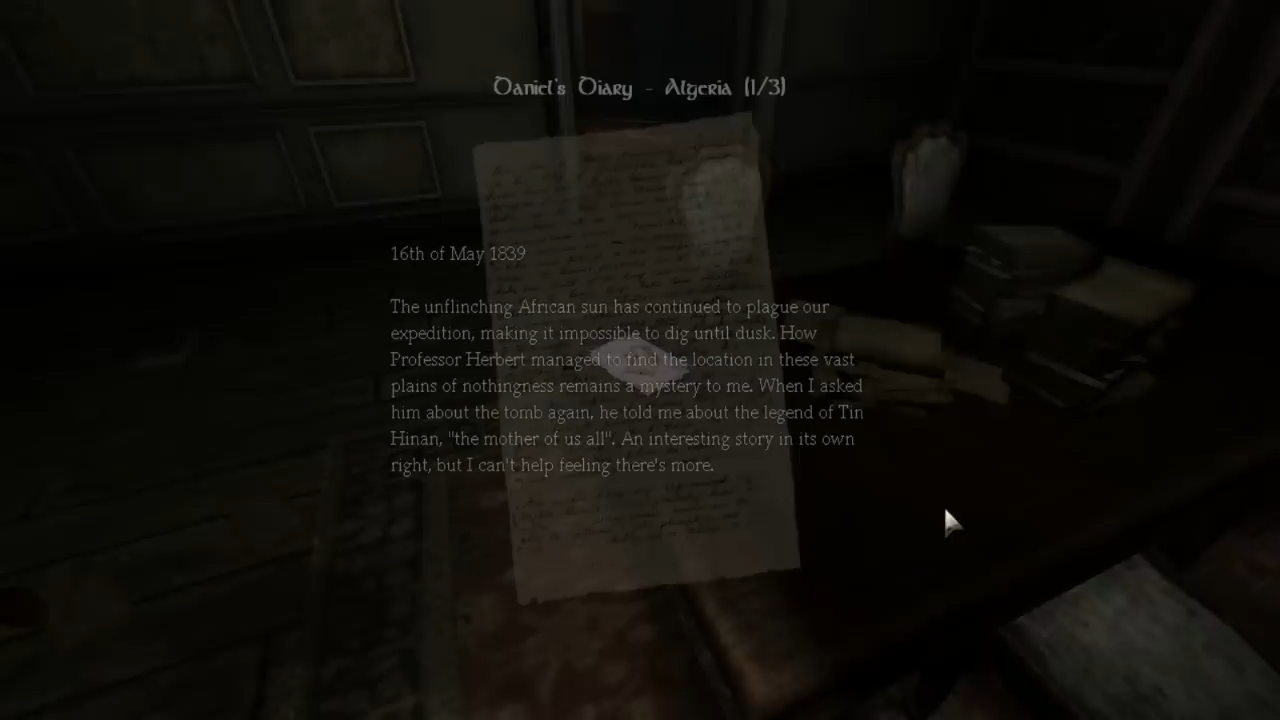 Daniel's Diary - Algeria (1/3)
16th of May 1839
The unflinching African sun has continued to plague our
expedition, making it impossible to dig until dusk. How
Professor Herbert managed to find the location in these vast
plains of nothingness remains a mystery to me. When I asked
him about the tomb again, he told me about the legend of Tin
Hinan, "the mother of us all". An interesting story in its own
right, but I can't help feeling there's more.